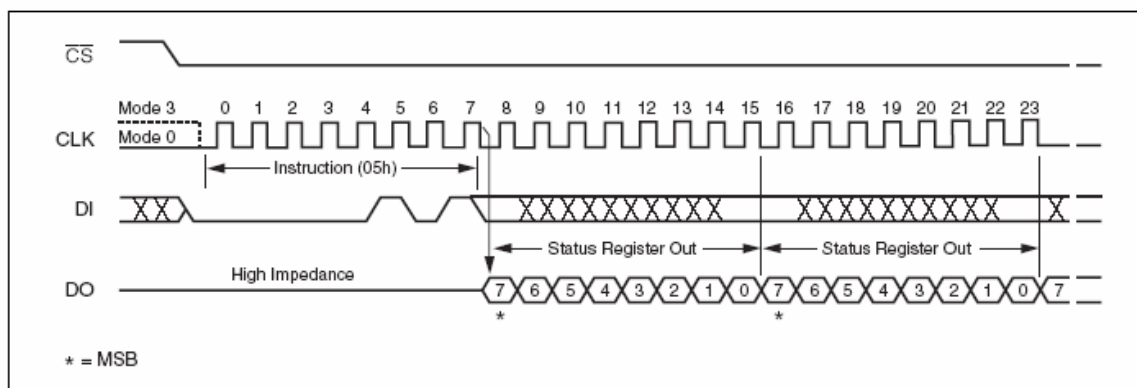 CS
Mode 3 0 1 2 3 4 5 6 7 8 9 10 11 12 13 14 15 16 17 18 19 20 21 22 23
CLK Mode 0
Instruction (05h)
DI
Status Register Out Status Register Out
High Impedance
DO 7 6 5 4 3 2 1 0 7 6 5 4 3 2 1 0 7
* *
* = MSB